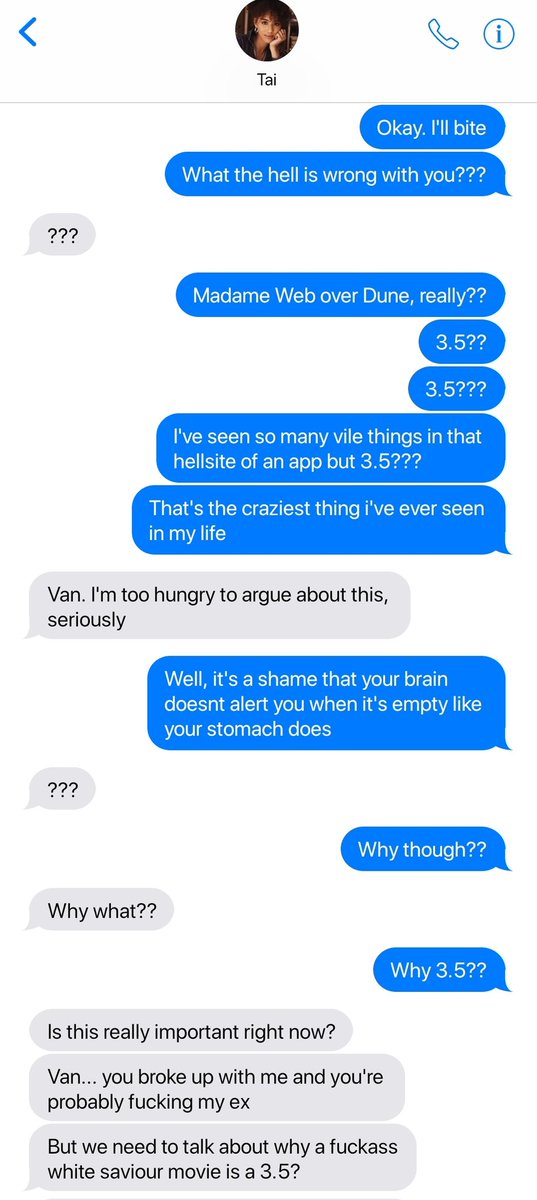 Tai
Okay. I'll bite
What the hell is wrong with you???
???
Madame Web over Dune, really??
3.5??
3.5???
I've seen so many vile things in that
hellsite of an app but 3.5???
That's the craziest thing i've ever seen
in my life
Van. I'm too hungry to argue about this,
seriously
Well, it's a shame that your brain
doesnt alert you when it's empty like
your stomach does
???
Why though??
Why what??
Why 3.5??
Is this really important right now?
Van... you broke up with me and you're
probably fucking my ex
But we need to talk about why a fuckass
white saviour movie is a 3.5?